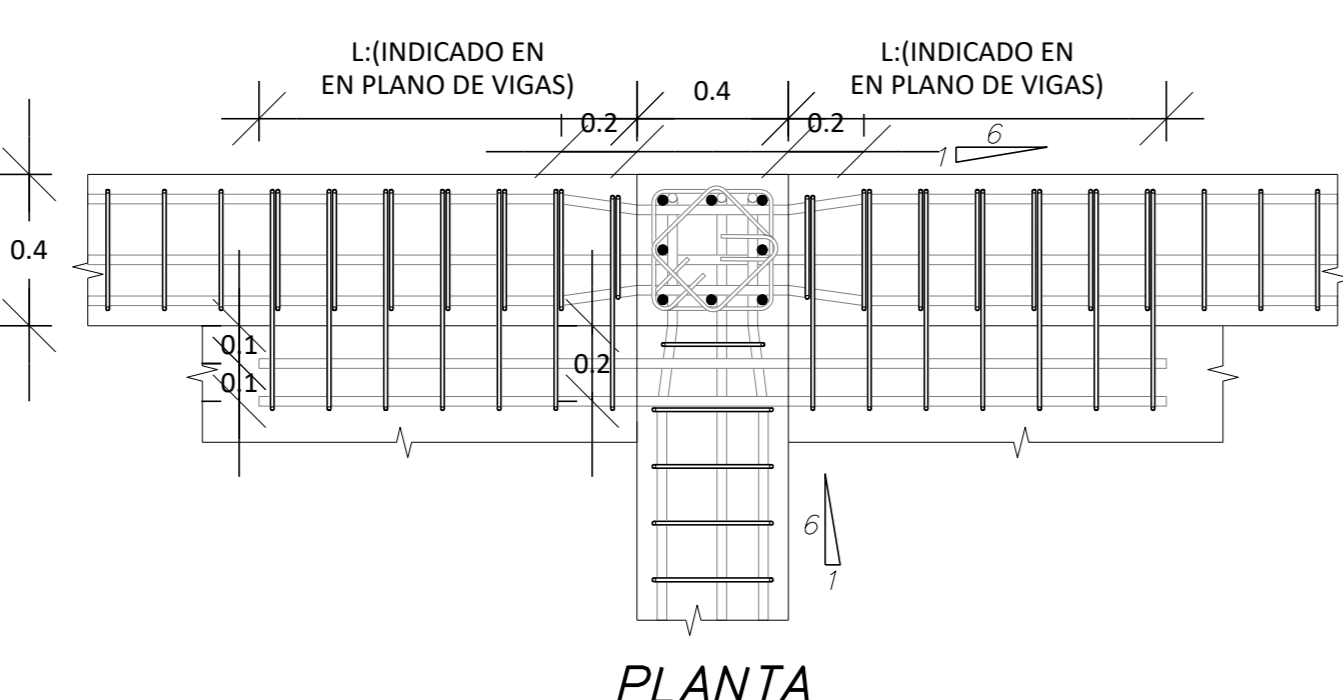 L:(INDICADO EN
EN PLANO DE VIGAS)
L:(INDICADO EN
EN PLANO DE VIGAS)
0.4
0.2
0.2
6
1
0.4
0.1
0.1
0.2
6
1
PLANTA